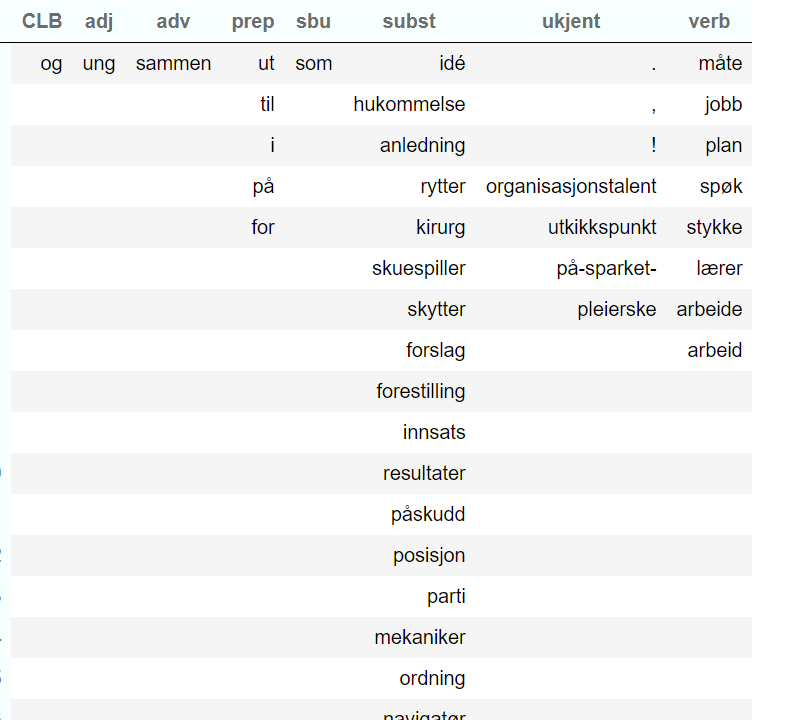 CLB adj adv prep sbu subst ukjent verb
og ung sammen ut som idé . måte
til hukommelse , jobb
i anledning ! plan
på rytter organisasjonstalent spøk
for kirurg utkikkspunkt stykke
skuespiller på-sparket- lærer
skytter pleierske arbeide
forslag arbeid
forestilling
innsats
resultater
påskudd
posisjon
parti
mekaniker
ordning
navigatør